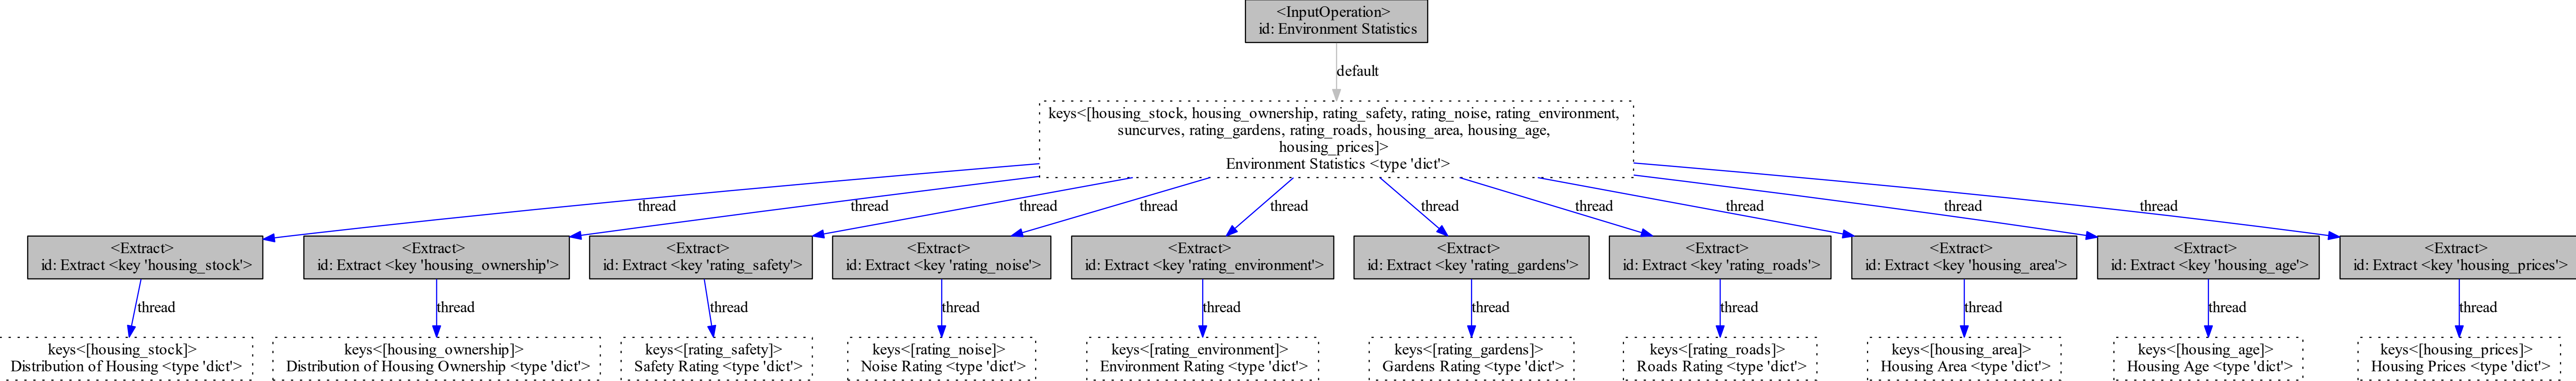 <InputOperation>
id: Environment Statistics
default
keys<[housing_stock, housing_ownership, rating_safety, rating_noise, rating_environment,
suncurves, rating_gardens, rating_roads, housing_area, housing_age,
housing_prices]>
Environment Statistics <type 'dict'>
thread
thread
thread
thread
thread
thread
thread
thread
thread
thread
<Extract>
id: Extract <key 'housing_stock'>
<Extract>
id: Extract <key 'housing_ownership'>
<Extract>
id: Extract <key 'rating_safety'>
<Extract>
id: Extract <key 'rating_noise'>
<Extract>
id: Extract <key 'rating_environment'>
<Extract>
id: Extract <key 'rating_gardens'>
<Extract>
id: Extract <key 'rating_roads'>
<Extract>
id: Extract <key 'housing_area'>
<Extract>
id: Extract <key 'housing_age'>
<Extract>
id: Extract <key 'housing_prices'>
thread
thread
thread
thread
thread
thread
thread
thread
thread
thread
keys<[housing_stock]>
Distribution of Housing <type 'dict'>
keys<[housing_ownership]>
Distribution of Housing Ownership <type 'dict'>
keys<[rating_safety]>
Safety Rating <type 'dict'>
keys<[rating_noise]>
Noise Rating <type 'dict'>
keys<[rating_environment]>
Environment Rating <type 'dict'>
keys<[rating_gardens]>
Gardens Rating <type 'dict'>
keys<[rating_roads]>
Roads Rating <type 'dict'>
keys<[housing_area]>
Housing Area <type 'dict'>
keys<[housing_age]>
Housing Age <type 'dict'>
keys<[housing_prices]>
Housing Prices <type 'dict'>